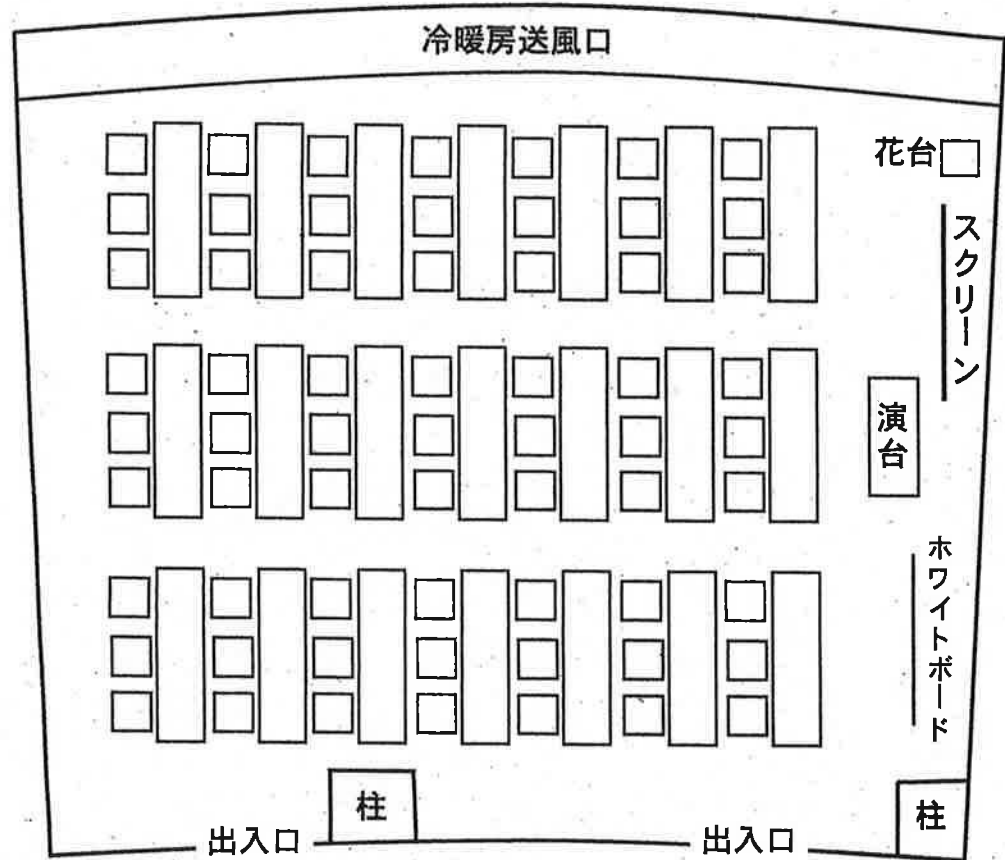 冷暖房送風口
花台
スクリーン
演台
ホワイトボード
柱
柱
出入口
出入口